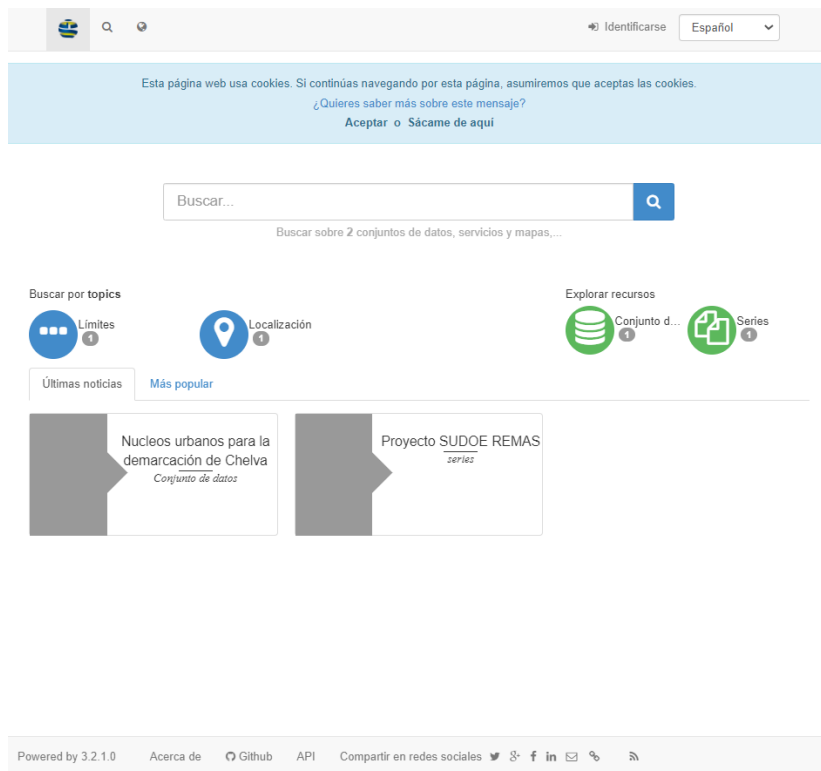 Identificarse Español
Esta página web usa cookies. Si continúas navegando por esta página, asumiremos que aceptas las cookies.
¿Quieres saber más sobre este mensaje?
Aceptar o Sácame de aquí
Buscar...
Buscar sobre 2 conjuntos de datos, servicios y mapas,...
Buscar por topics
Límites
1
Localización
1
Explorar recursos
Conjunto d...
1
Series
1
Últimas noticias Más popular
Nucleos urbanos para la
demarcación de Chelva
Conjunto de datos
Proyecto SUDOE REMAS
series
Powered by 3.2.1.0 Acerca de Github API Compartir en redes sociales